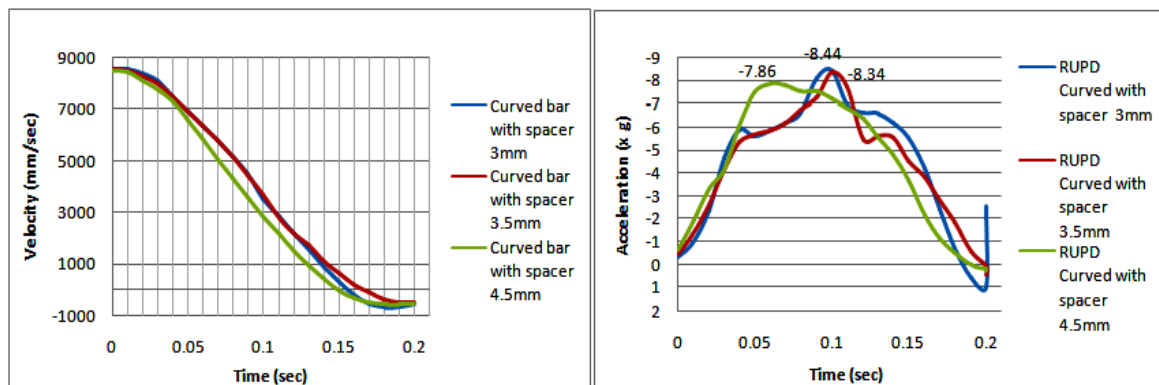 9000
7000
5000
3000
1000
-1000
Velocity (mm/sec)
0
0.05
0.1
0.15
0.2
Time (sec)
Curved bar
with spacer
3mm
Curved bar
with spacer
3.5mm
Curved bar
with spacer
4.5mm
-9
-8
-7
-6
-5
-4
-3
-2
-1
0
1
2
Acceleration (x g)
-7.86
-8.44
-8.34
0
0.05
0.1
0.15
0.2
Time (sec)
RUPD
Curved with
spacer 3mm
RUPD
Curved with
spacer
3.5mm
RUPD
Curved with
spacer
4.5mm